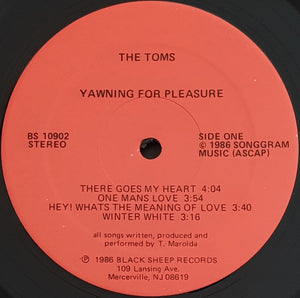 THE TOMS
YAWNING FOR PLEASURE
BS 10902
STEREO
SIDE ONE
© 1986 SONGGRAM
MUSIC (ASCAP)
THERE GOES MY HEART 4:04
ONE MANS LOVE 3:54
HEY! WHATS THE MEANING OF LOVE 3:40
WINTER WHITE 3:16
all songs written, produced and
performed by T. Marolda
℗ 1986 BLACK SHEEP RECORDS
109 Lansing Ave.
Mercerville, NJ 08619